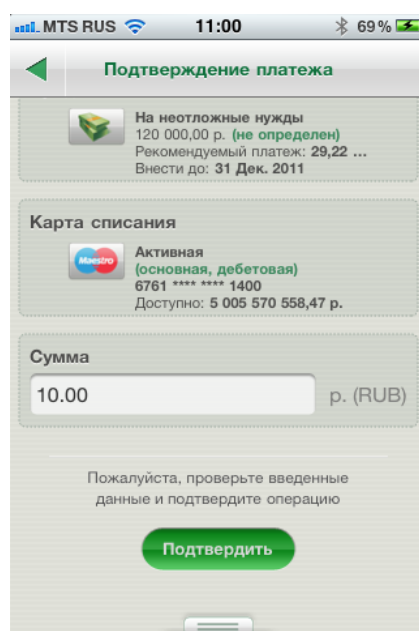 MTS RUS 11:00 69 %
Подтверждение платежа
На неотложные нужды
120 000,00 р. (не определен)
Рекомендуемый платеж: 29,22 ...
Внести до: 31 Дек. 2011
Карта списания
Maestro
Активная
(основная, дебетовая)
6761 **** **** 1400
Доступно: 5 005 570 558,47 р.
Сумма
10.00 р. (RUB)
Пожалуйста, проверьте введенные
данные и подтвердите операцию
Подтвердить